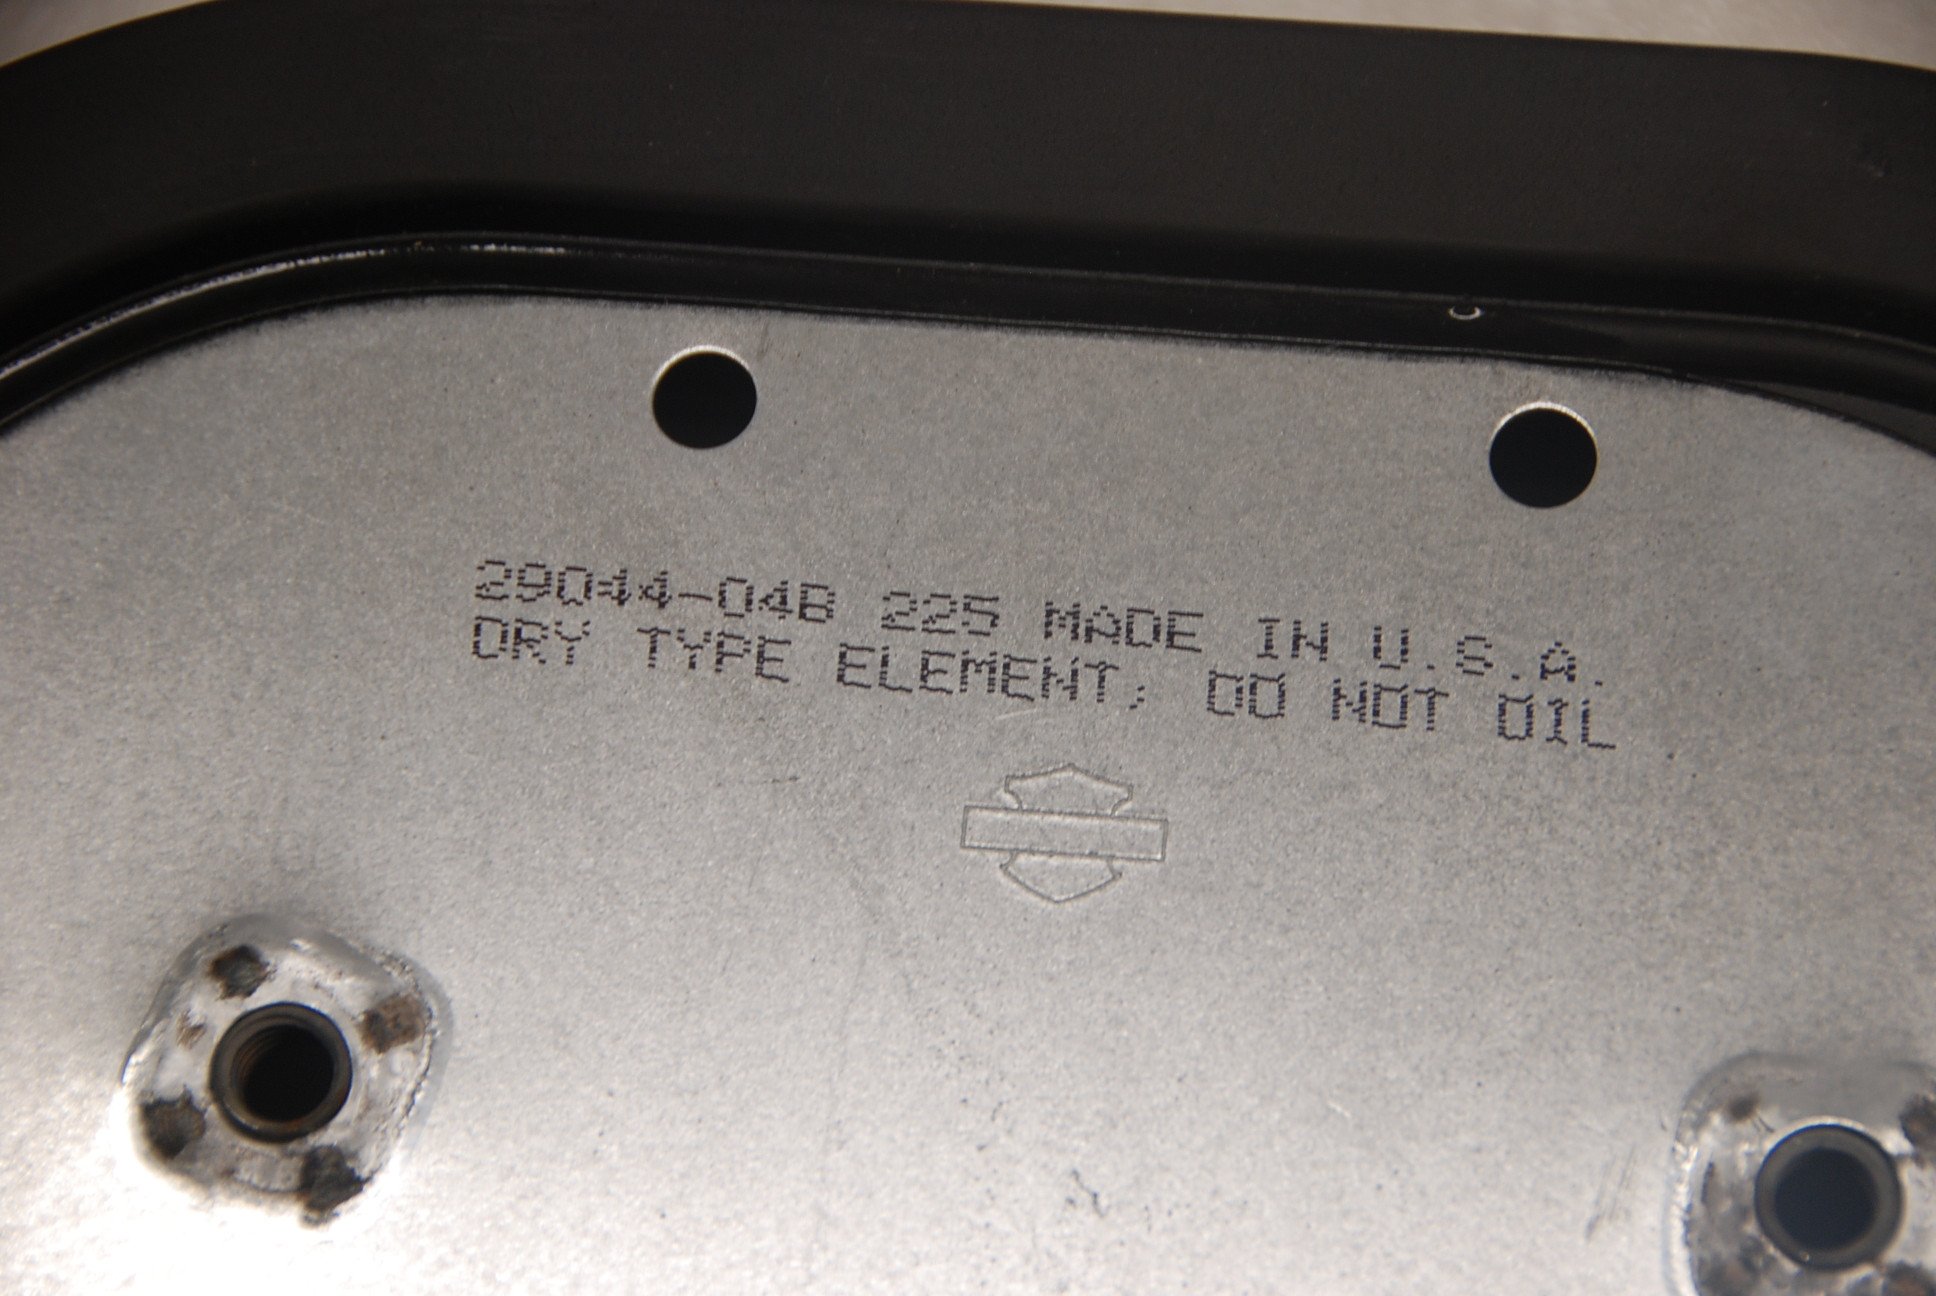 29044-04B 225 MADE IN U.S.A.
DRY TYPE ELEMENT. DO NOT OIL